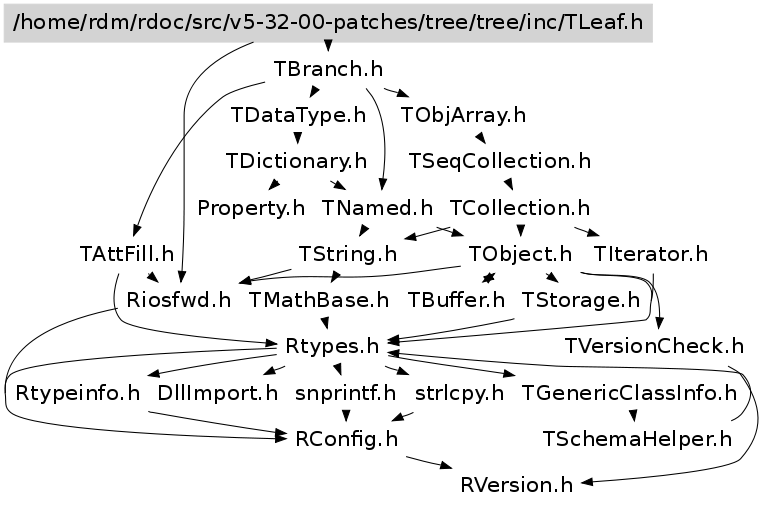 /home/rdm/rdoc/src/v5-32-00-patches/tree/tree/inc/TLeaf.h
TBranch.h
TDataType.h TObjArray.h
TDictionary.h TSeqCollection.h
Property.h TNamed.h TCollection.h
TAttFill.h TString.h TObject.h TIterator.h
Riosfwd.h TMathBase.h TBuffer.h TStorage.h
Rtypes.h TVersionCheck.h
Rtypeinfo.h DllImport.h snprintf.h strlcpy.h TGenericClassInfo.h
RConfig.h TSchemaHelper.h
RVersion.h